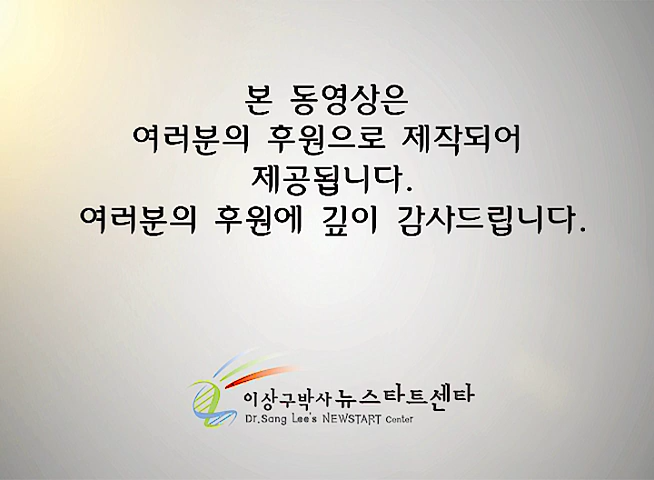 본 동영상은
여러분의 후원으로 제작되어
제공됩니다.
여러분의 후원에 깊이 감사드립니다.
이상구박사 뉴스타트센타
Dr.Sang Lee's NEWSTART Center